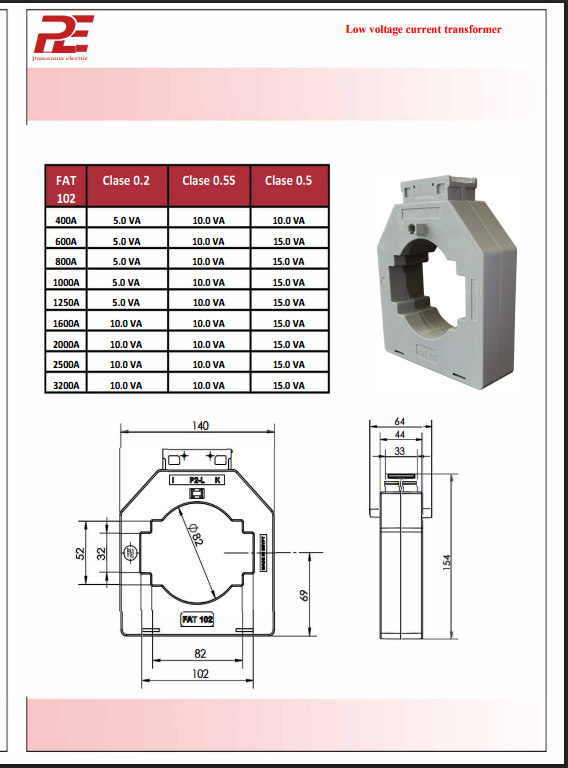 PE
Panorama electric
Low voltage current transformer
FAT 102 Clase 0.2 Clase 0.5S Clase 0.5
400A 5.0 VA 10.0 VA 10.0 VA
600A 5.0 VA 10.0 VA 15.0 VA
800A 5.0 VA 10.0 VA 15.0 VA
1000A 5.0 VA 10.0 VA 15.0 VA
1250A 5.0 VA 10.0 VA 15.0 VA
1600A 10.0 VA 10.0 VA 15.0 VA
2000A 10.0 VA 10.0 VA 15.0 VA
2500A 10.0 VA 10.0 VA 15.0 VA
3200A 10.0 VA 10.0 VA 15.0 VA
140
64
44
33
l P2-L K
Φ82
52
32
MADE IN EGYPT
69
154
FAT 102
82
102